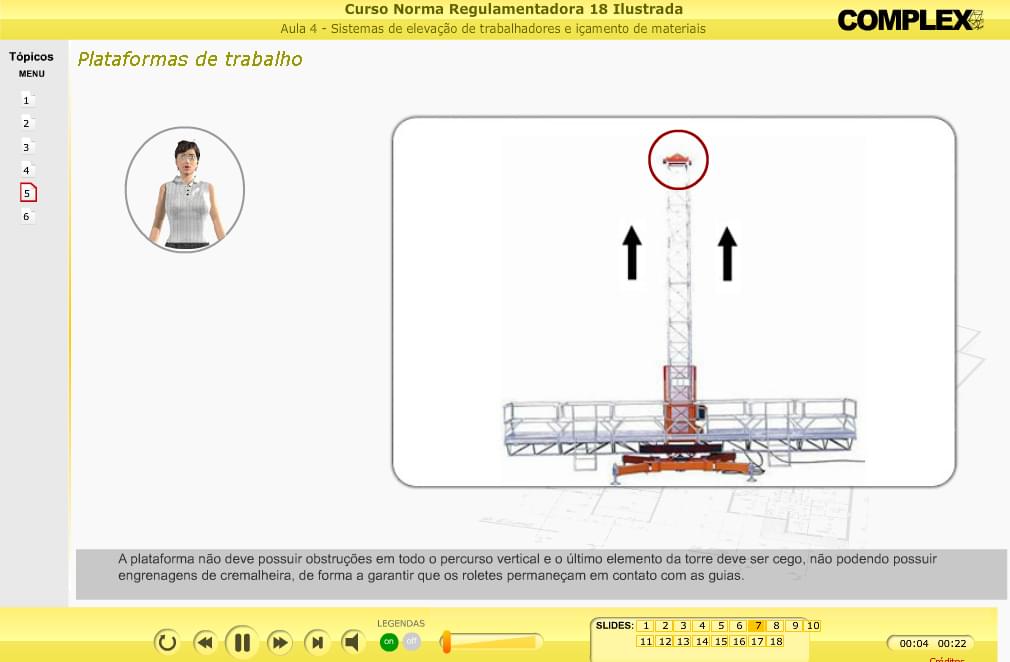 Curso Norma Regulamentadora 18 Ilustrada
Aula 4 - Sistemas de elevação de trabalhadores e içamento de materiais
COMPLEX
Tópicos
MENU
1
2
3
4
5
6
Plataformas de trabalho
A plataforma não deve possuir obstruções em todo o percurso vertical e o último elemento da torre deve ser cego, não podendo possuir
engrenagens de cremalheira, de forma a garantir que os roletes permaneçam em contato com as guias.
LEGENDAS
on off
SLIDES: 1 2 3 4 5 6 7 8 9 10
11 12 13 14 15 16 17 18
00:04 00:22
Créditos